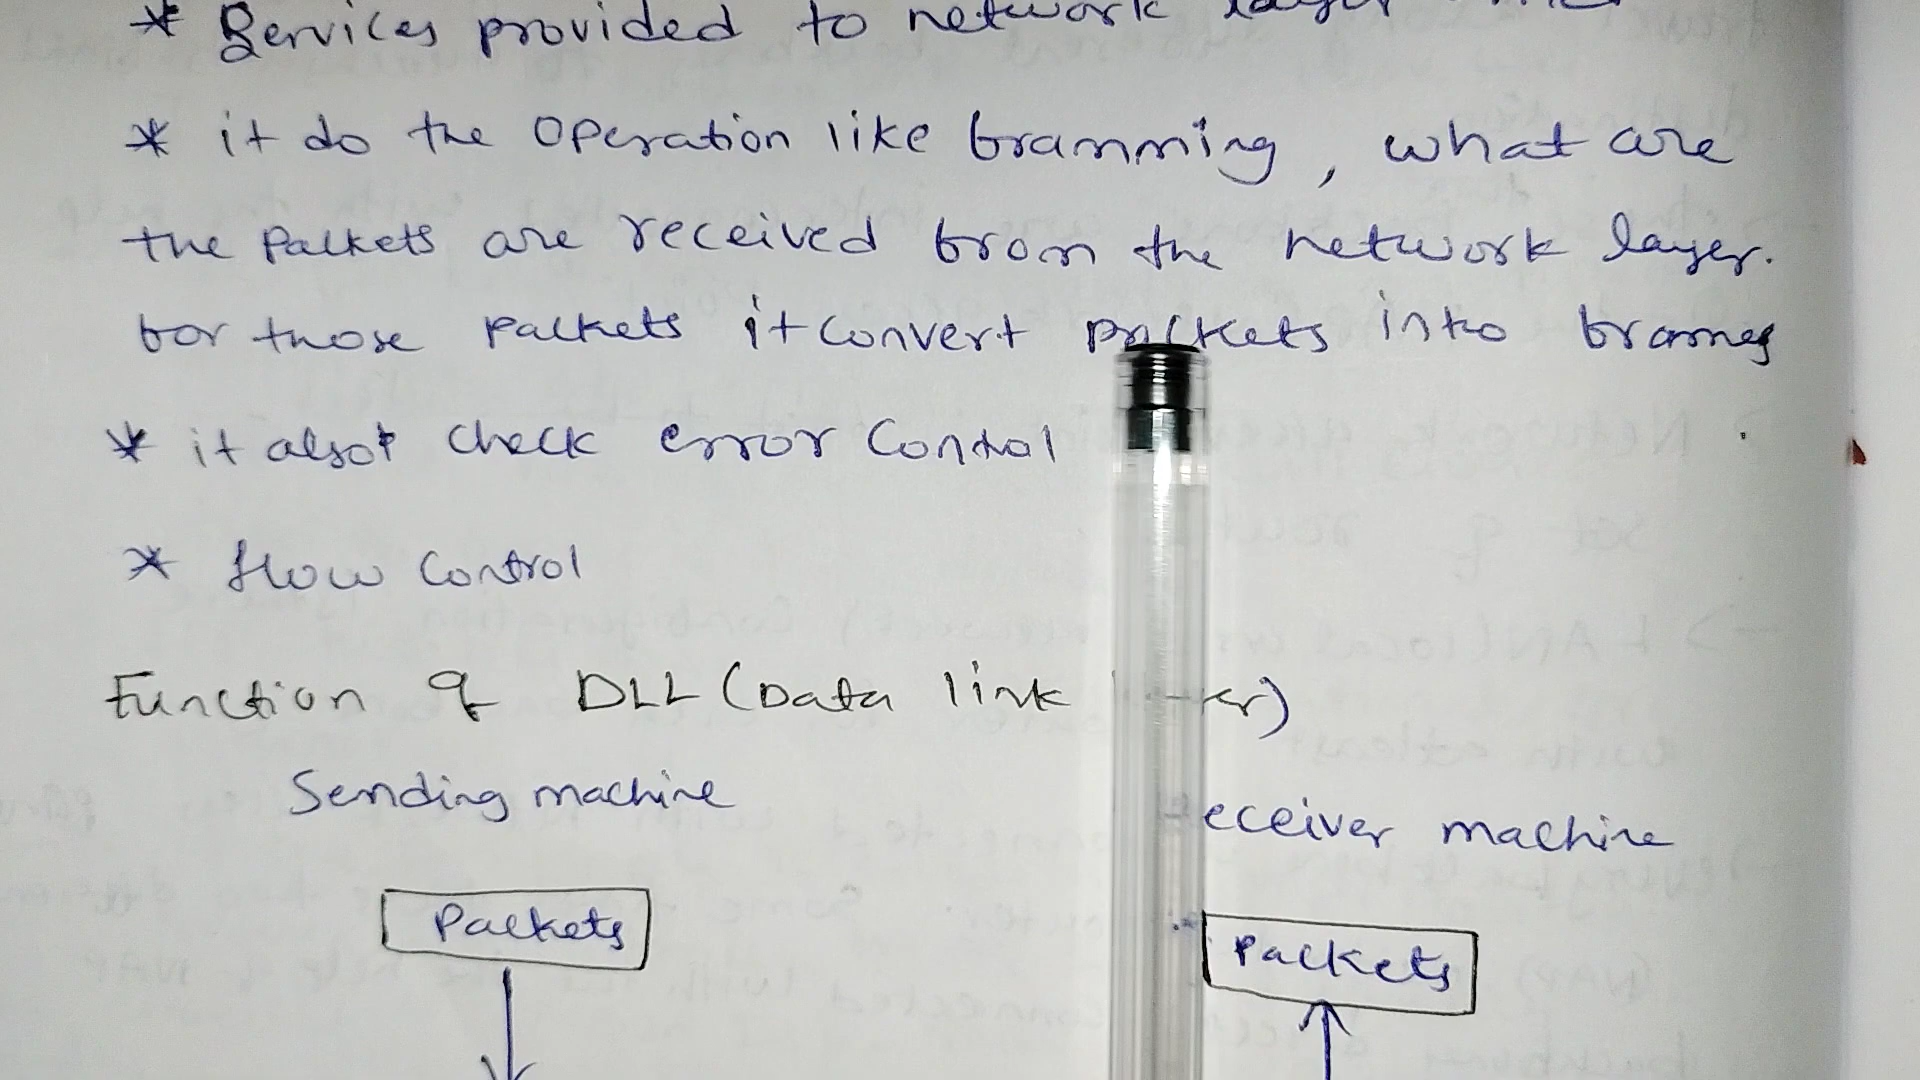 * Services provided to network layer
* it do the operation like framming, what are
the Packets are received from the network layer.
for those packets it convert packets into frames
* it also check error Contol
* flow control
Function of DLL (Data link
Sending machine
eceiver machine
Packets
Packets